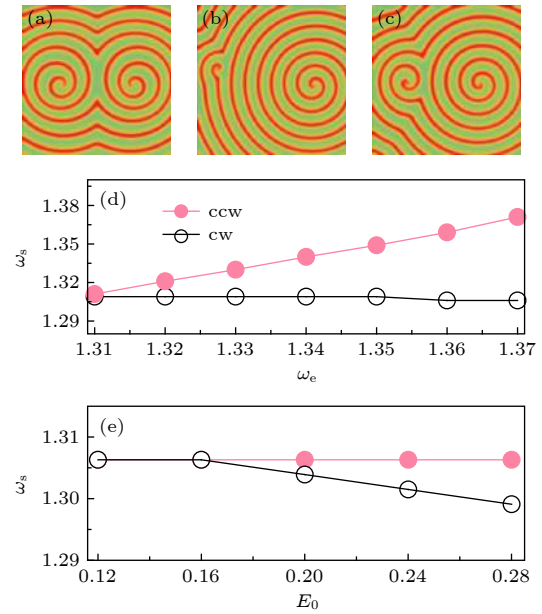 (a) (b) (c)
(d)
ccw
cw
1.38
1.35
1.32
1.29
ωs
1.31 1.32 1.33 1.34 1.35 1.36 1.37
ωe
(e)
1.31
1.30
1.29
ωs
0.12 0.16 0.20 0.24 0.28
E0